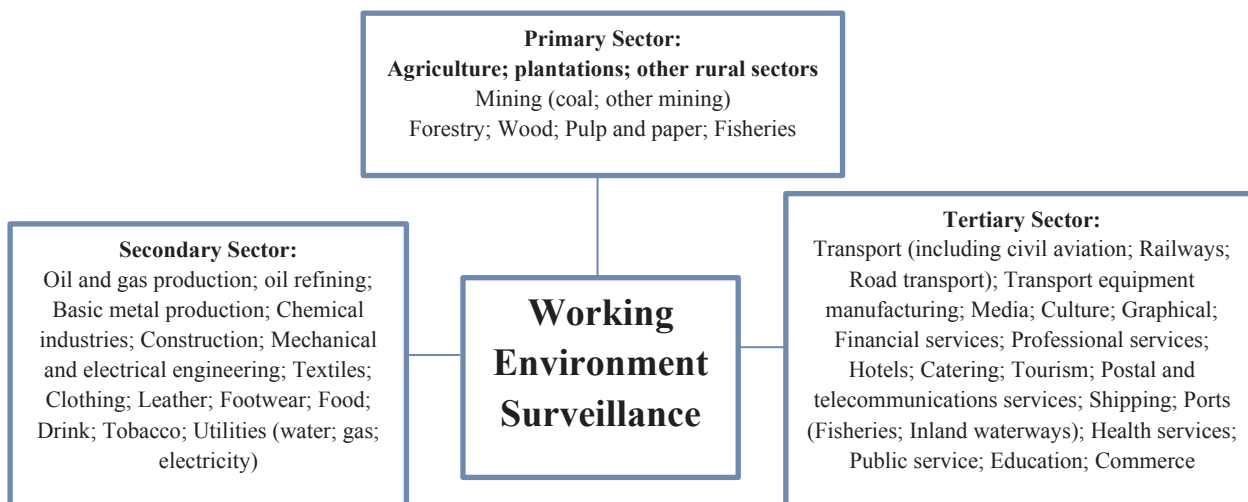 Primary Sector:
Agriculture; plantations; other rural sectors
Mining (coal; other mining)
Forestry; Wood; Pulp and paper; Fisheries
Secondary Sector:
Oil and gas production; oil refining;
Basic metal production; Chemical
industries; Construction; Mechanical
and electrical engineering; Textiles;
Clothing; Leather; Footwear; Food;
Drink; Tobacco; Utilities (water; gas;
electricity)
Working
Environment
Surveillance
Tertiary Sector:
Transport (including civil aviation; Railways;
Road transport); Transport equipment
manufacturing; Media; Culture; Graphical;
Financial services; Professional services;
Hotels; Catering; Tourism; Postal and
telecommunications services; Shipping; Ports
(Fisheries; Inland waterways); Health services;
Public service; Education; Commerce